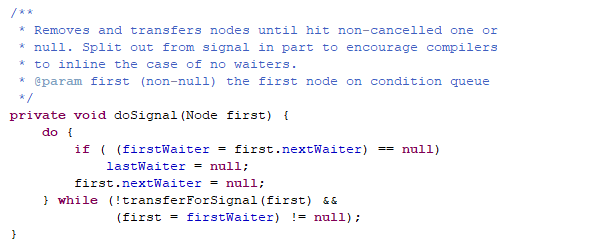 /**
 * Removes and transfers nodes until hit non-cancelled one or
 * null. Split out from signal in part to encourage compilers
 * to inline the case of no waiters.
 * @param first (non-null) the first node on condition queue
 */
private void doSignal(Node first) {
    do {
        if ( (firstWaiter = first.nextWaiter) == null)
            lastWaiter = null;
        first.nextWaiter = null;
    } while (!transferForSignal(first) &&
             (first = firstWaiter) != null);
}